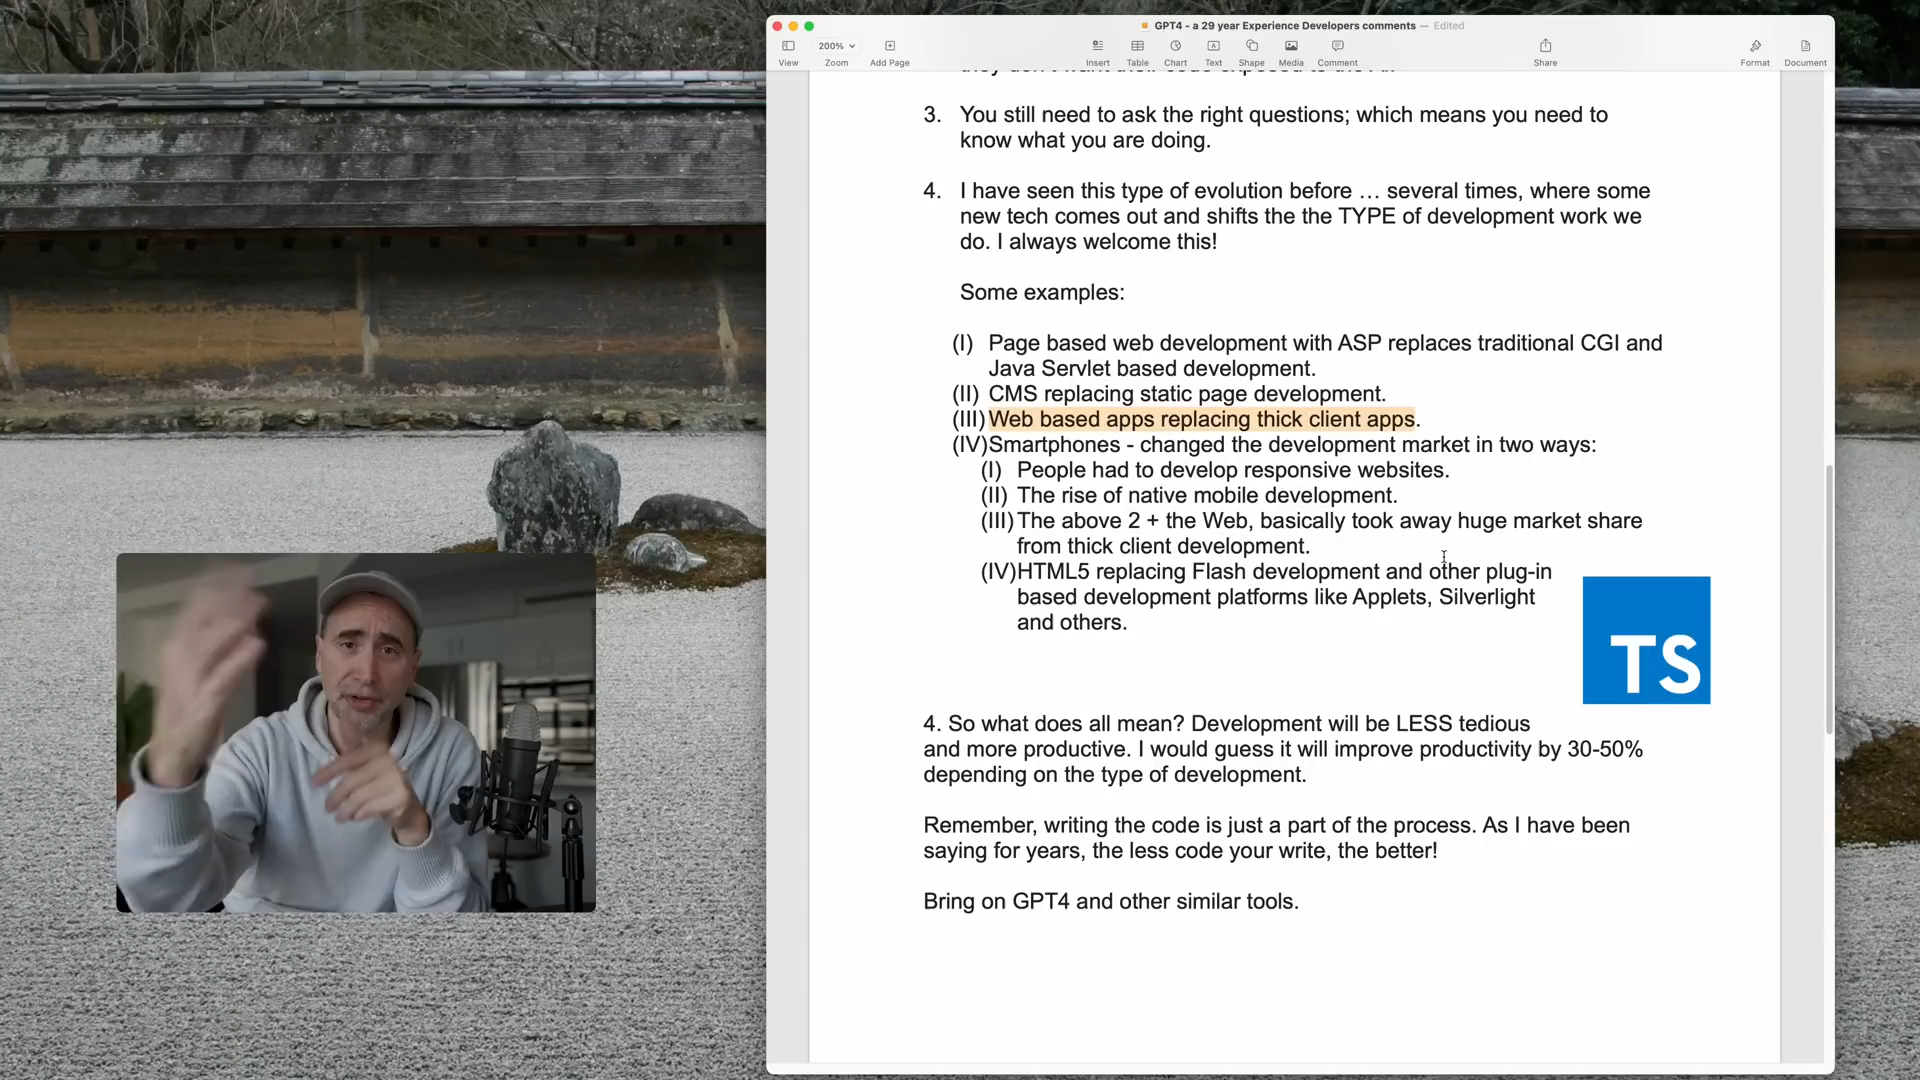 GPT4 - a 29 year Experience Developers comments — Edited
200%
View Zoom Add Page Insert Table Chart Text Shape Media Comment Share Format Document
they don't want their code exposed to the AI.
3. You still need to ask the right questions; which means you need to
know what you are doing.
4. I have seen this type of evolution before … several times, where some
new tech comes out and shifts the the TYPE of development work we
do. I always welcome this!
Some examples:
(I) Page based web development with ASP replaces traditional CGI and
Java Servlet based development.
(II) CMS replacing static page development.
(III) Web based apps replacing thick client apps.
(IV)Smartphones - changed the development market in two ways:
(I) People had to develop responsive websites.
(II) The rise of native mobile development.
(III) The above 2 + the Web, basically took away huge market share
from thick client development.
(IV)HTML5 replacing Flash development and other plug-in
based development platforms like Applets, Silverlight
and others.
TS
4. So what does all mean? Development will be LESS tedious
and more productive. I would guess it will improve productivity by 30-50%
depending on the type of development.
Remember, writing the code is just a part of the process. As I have been
saying for years, the less code your write, the better!
Bring on GPT4 and other similar tools.